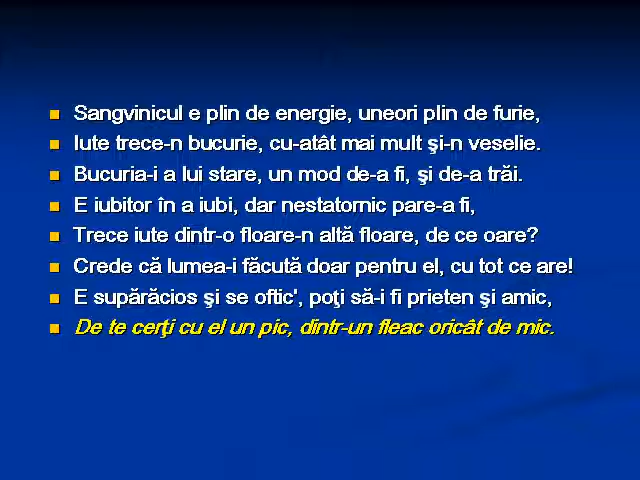 Sangvinicul e plin de energie, uneori plin de furie,
Iute trece-n bucurie, cu-atât mai mult şi-n veselie.
Bucuria-i a lui stare, un mod de-a fi, şi de-a trăi.
E iubitor în a iubi, dar nestatornic pare-a fi,
Trece iute dintr-o floare-n altă floare, de ce oare?
Crede că lumea-i făcută doar pentru el, cu tot ce are!
E supărăcios şi se oftic', poţi să-i fi prieten şi amic,
De te cerţi cu el un pic, dintr-un fleac oricât de mic.